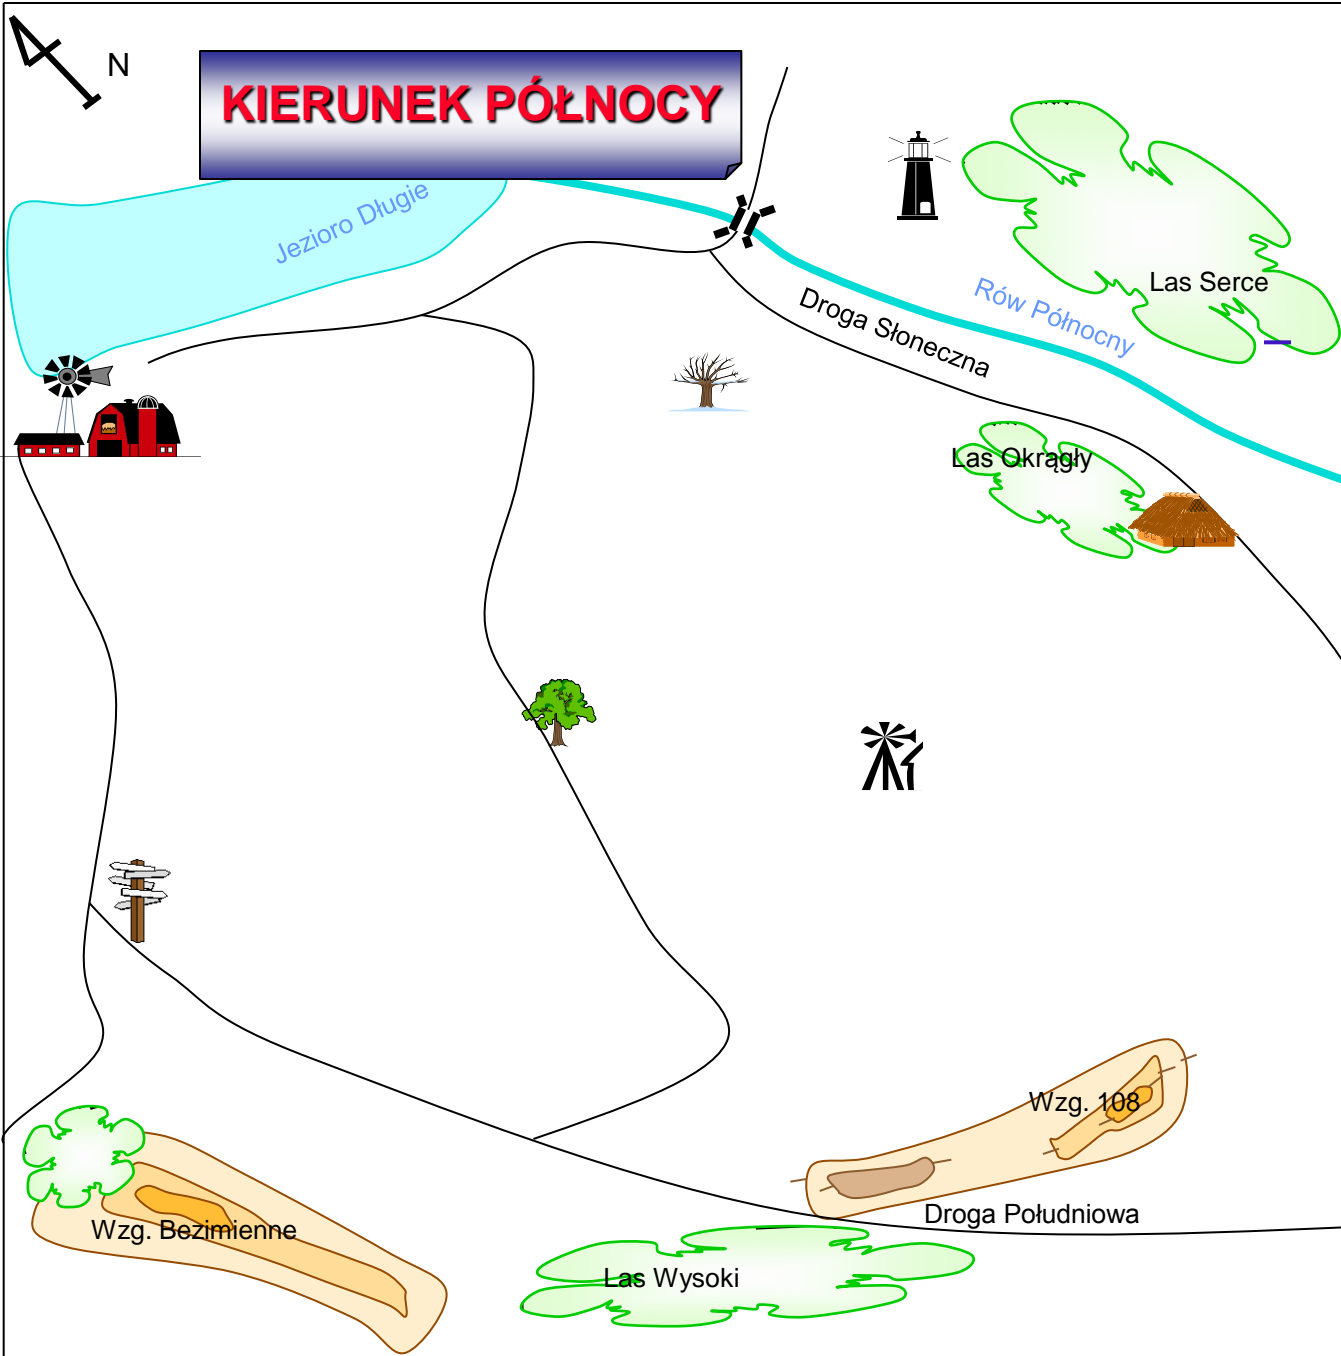 N
KIERUNEK PÓŁNOCY
Jezioro Długie
Las Serce
Rów Północny
Droga Słoneczna
Las Okrągły
Wzg. 108
Droga Południowa
Wzg. Bezimienne
Las Wysoki